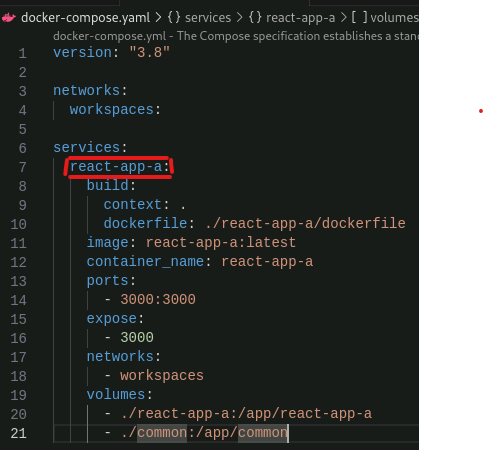 docker-compose.yaml > {} services > {} react-app-a > [ ] volumes
docker-compose.yml - The Compose specification establishes a stan
1 version: "3.8"
2
3 networks:
4   workspaces:
5
6 services:
7   react-app-a:
8     build:
9       context: .
10       dockerfile: ./react-app-a/dockerfile
11     image: react-app-a:latest
12     container_name: react-app-a
13     ports:
14       - 3000:3000
15     expose:
16       - 3000
17     networks:
18       - workspaces
19     volumes:
20       - ./react-app-a:/app/react-app-a
21       - ./common:/app/common